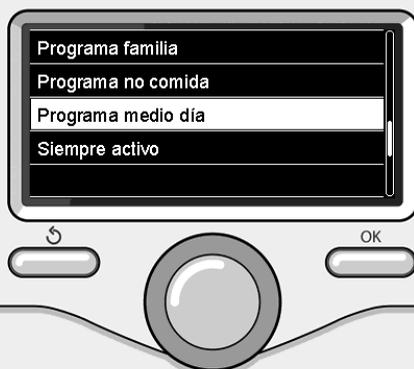 Programa familia
Programa no comida
Programa medio día
Siempre activo
OK